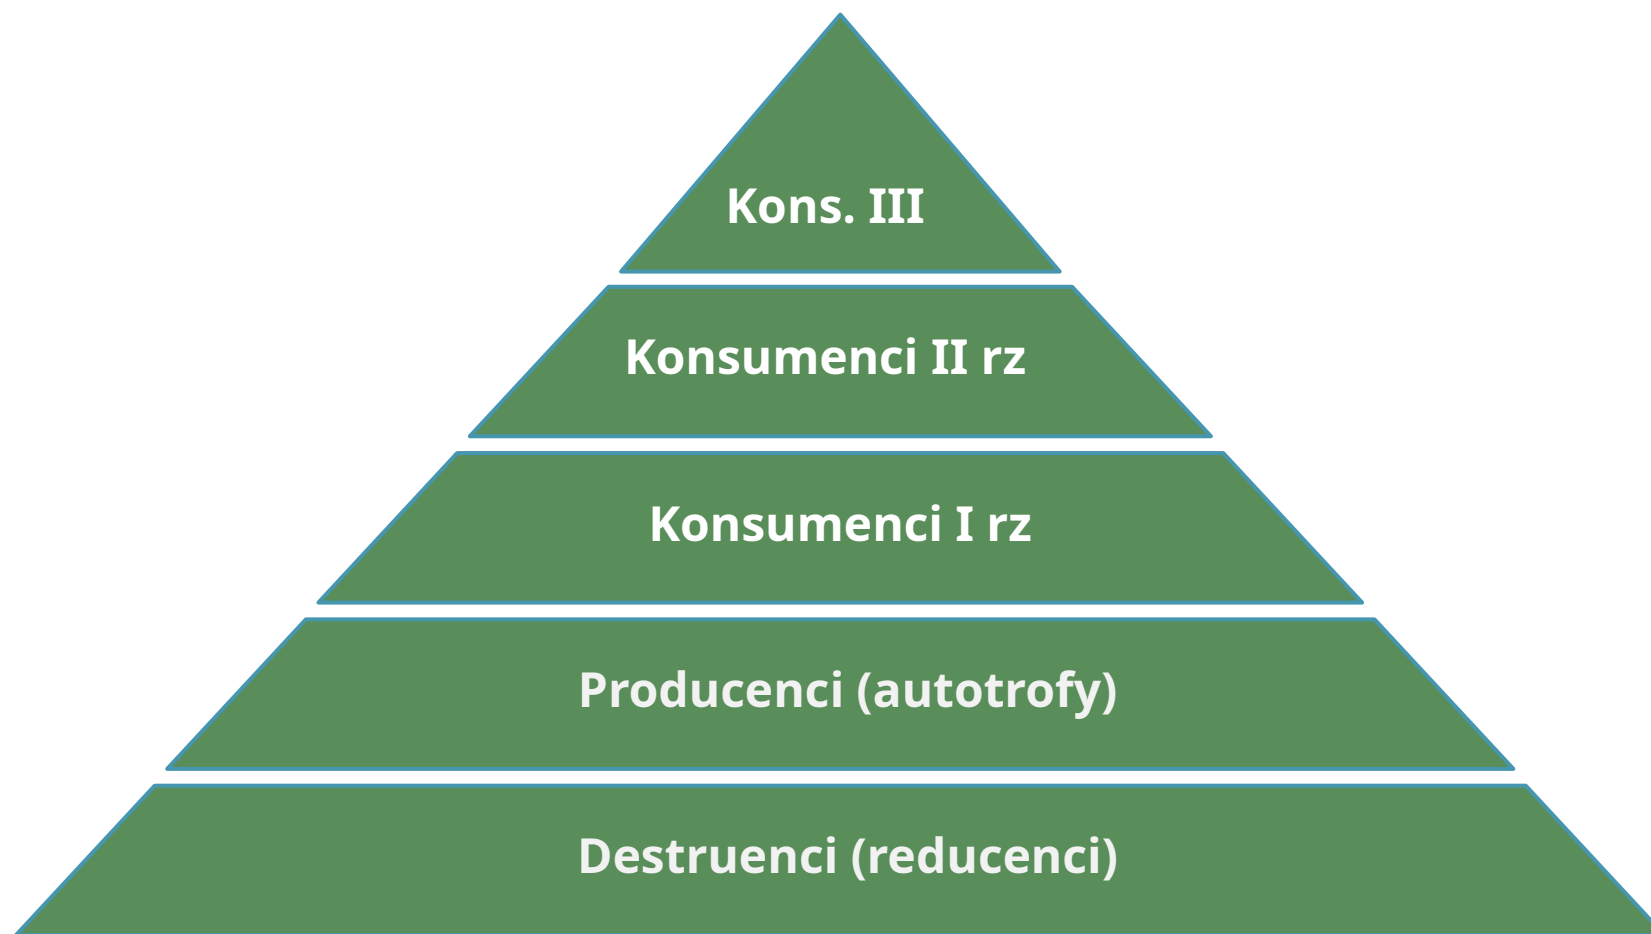 Kons. III
Konsumenci II rz
Konsumenci I rz
Producenci (autotrofy)
Destruenci (reducenci)